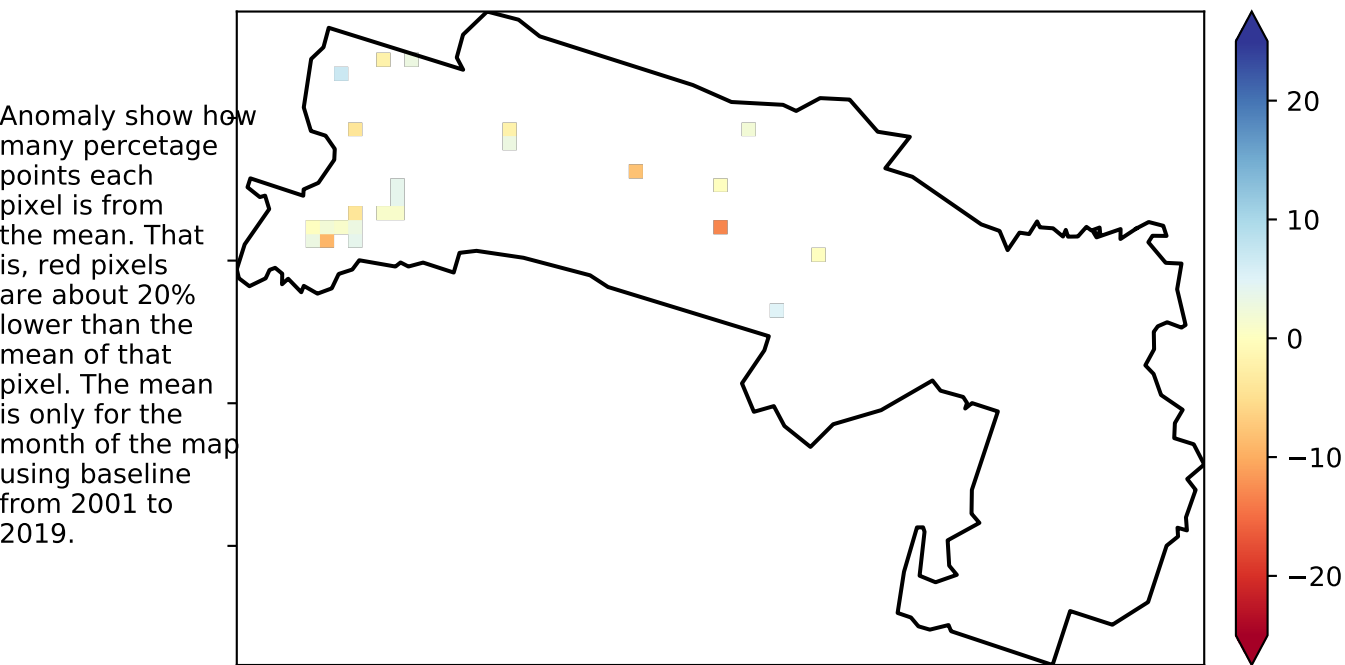 Anomaly show how
many percetage
points each
pixel is from
the mean. That
is, red pixels
are about 20%
lower than the
mean of that
pixel. The mean
is only for the
month of the map
using baseline
from 2001 to
2019.
20
10
0
−10
−20